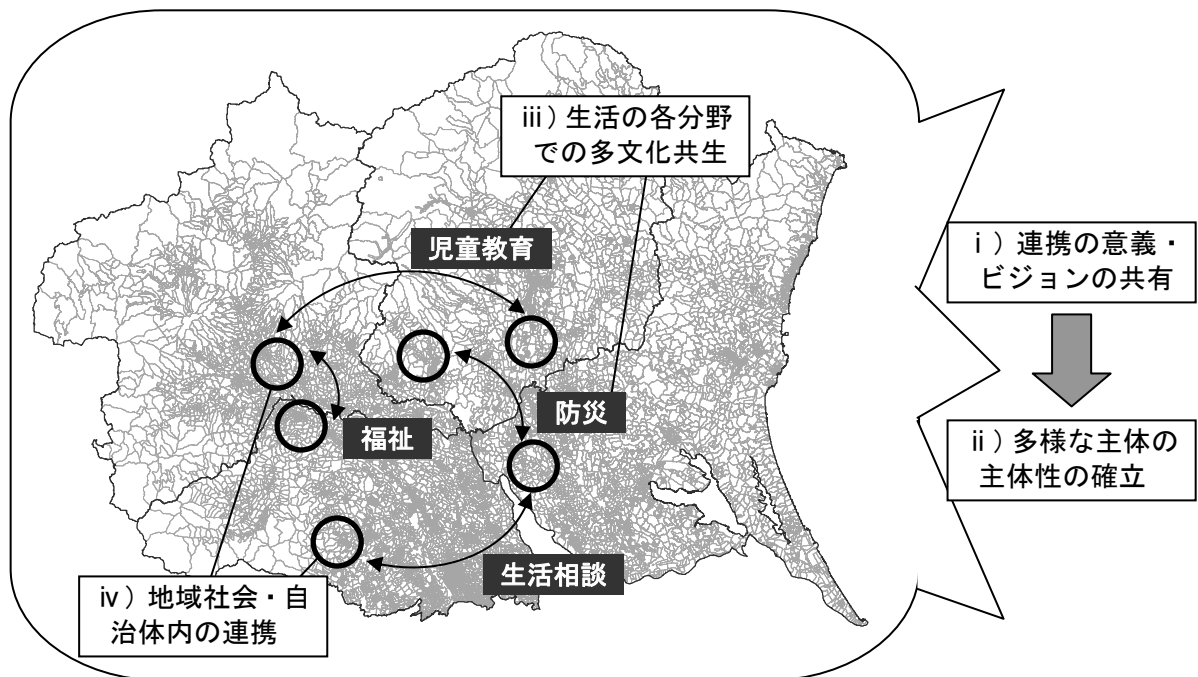 iii）生活の各分野
での多文化共生
児童教育
i）連携の意義・
ビジョンの共有
防災
福祉
ii）多様な主体の
主体性の確立
生活相談
iv）地域社会・自
治体内の連携